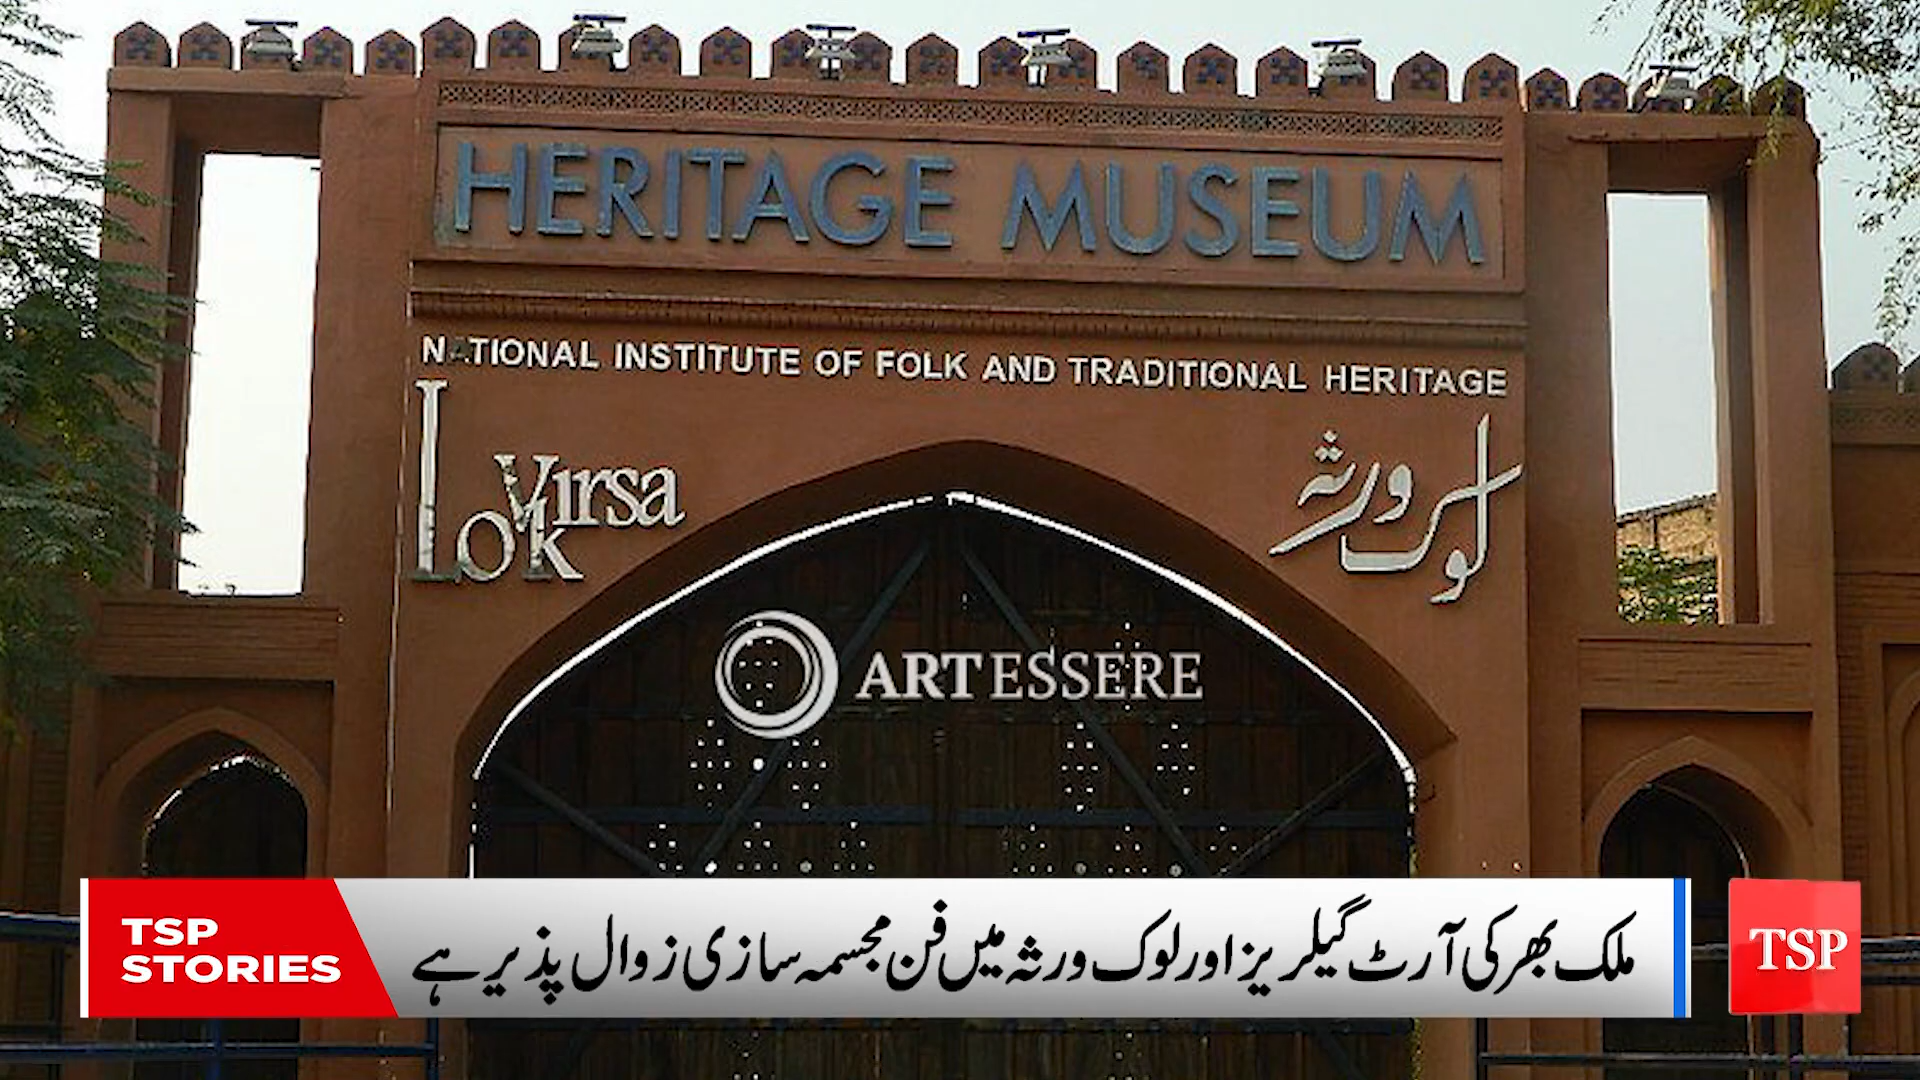 HERITAGE MUSEUM
NATIONAL INSTITUTE OF FOLK AND TRADITIONAL HERITAGE
Lok Virsa
لوک ورثہ
ARTESSERE
TSP STORIES
ملک بھر کی آرٹ گیلریز اور لوک ورثہ میں فن مجسمہ سازی زوال پذیر ہے
TSP